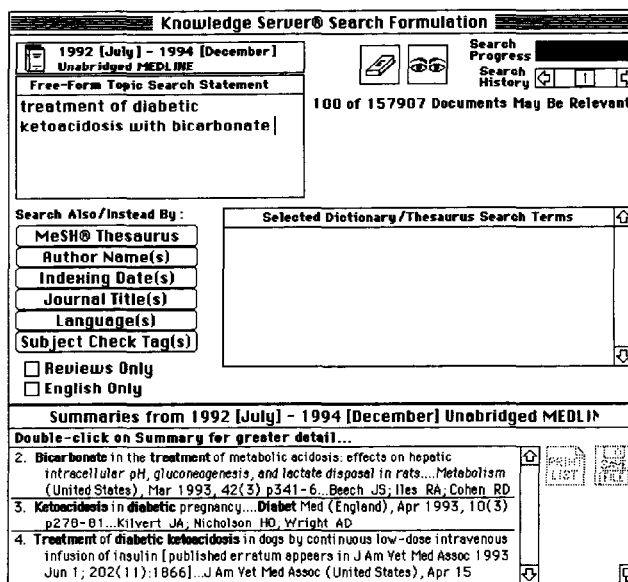 Knowledge Server® Search Formulation
1992 [July] - 1994 [December]
Unabridged MEDLINE
Search
Progress
Search
History
Free-Form Topic Search Statement
treatment of diabetic
ketoacidosis with bicarbonate
100 of 157907 Documents May Be Relevant
Search Also/Instead By:
MeSH® Thesaurus
Author Name(s)
Indexing Date(s)
Journal Title(s)
Language(s)
Subject Check Tag(s)
Reviews Only
English Only
Selected Dictionary/Thesaurus Search Terms
Summaries from 1992 [July] - 1994 [December] Unabridged MEDLIN
Double-click on Summary for greater detail...
2. Bicarbonate in the treatment of metabolic acidosis: effects on hepatic
intracellular pH, gluconeogenesis, and lactate disposal in rats....Metabolism
(United States), Mar 1993, 42(3) p341-6...Beech JS; Iles RA; Cohen RD
3. Ketoacidosis in diabetic pregnancy....Diabet Med (England), Apr 1993, 10(3)
p278-81...Kilvert JA; Nicholson HO; Wright AD
4. Treatment of diabetic ketoacidosis in dogs by continuous low-dose intravenous
infusion of insulin [published erratum appears in J Am Vet Med Assoc 1993
Jun 1; 202(11):1866]...J Am Vet Med Assoc (United States), Apr 15
PRINT
LIST
FILE